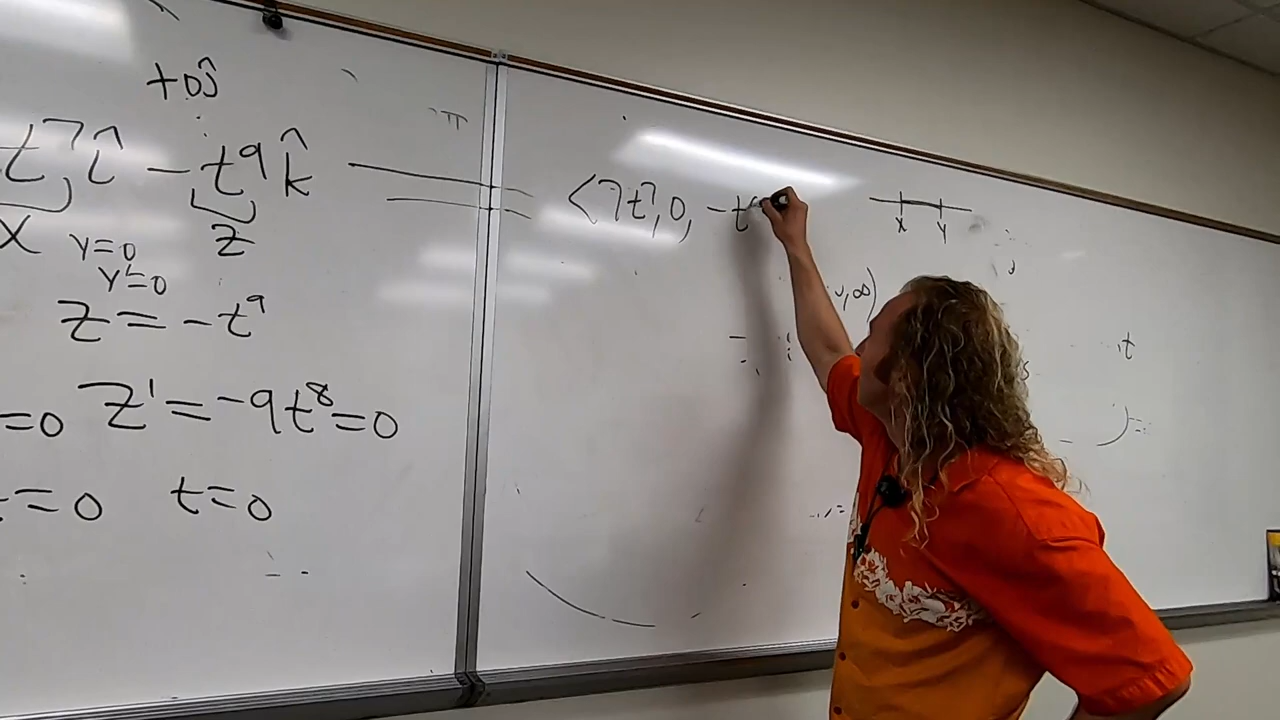 +0ĵ
t⁷î - t⁹k̂ = <7t⁷, 0, -t
x y=0 z
y'=0
z = -t⁹
=0 z' = -9t⁸ = 0
t=0 t=0
x y
, ∞)